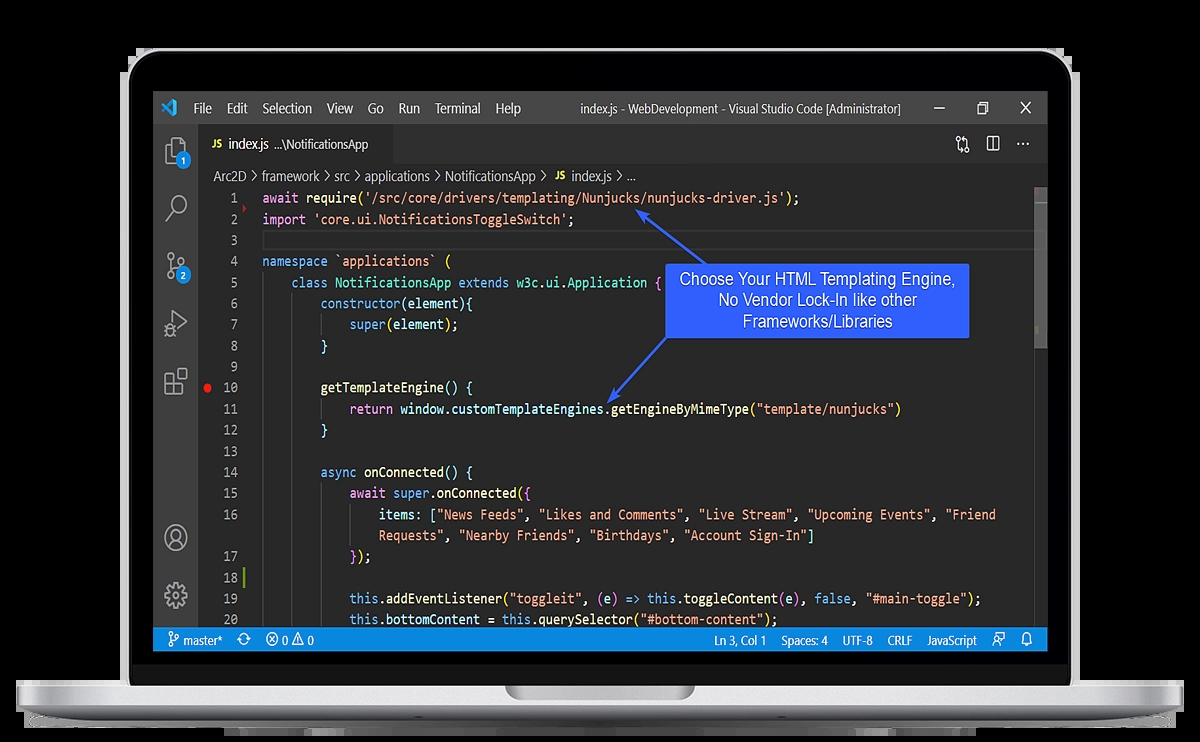 File Edit Selection View Go Run Terminal Help index.js - WebDevelopment - Visual Studio Code [Administrator]
JS index.js ...\NotificationsApp
1
Arc2D > framework > src > applications > NotificationsApp > JS index.js > ...
1 await require('/src/core/drivers/templating/Nunjucks/nunjucks-driver.js');
2 import 'core.ui.NotificationsToggleSwitch';
3
4 namespace `applications` (
5 class NotificationsApp extends w3c.ui.Application {
2
Choose Your HTML Templating Engine,
No Vendor Lock-In like other
Frameworks/Libraries
6 constructor(element){
7 super(element);
8 }
9
10 getTemplateEngine() {
11 return window.customTemplateEngines.getEngineByMimeType("template/nunjucks")
12 }
13
14 async onConnected() {
15 await super.onConnected({
16 items: ["News Feeds", "Likes and Comments", "Live Stream", "Upcoming Events", "Friend
Requests", "Nearby Friends", "Birthdays", "Account Sign-In"]
17 });
18
19 this.addEventListener("toggleit", (e) => this.toggleContent(e), false, "#main-toggle");
20 this.bottomContent = this.querySelector("#bottom-content");
master* 0 0 Ln 3, Col 1 Spaces: 4 UTF-8 CRLF JavaScript